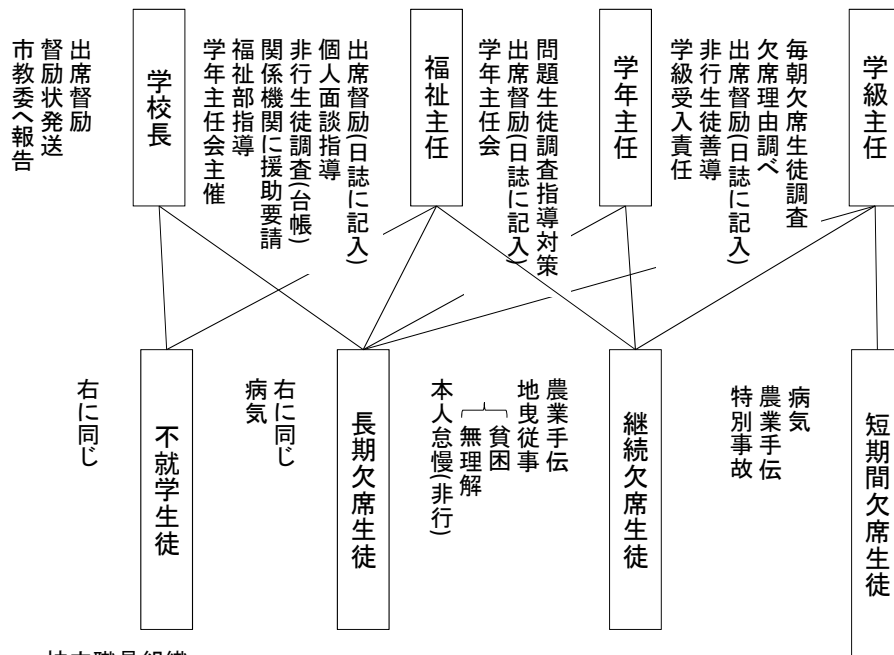 学級主任
毎朝欠席生徒調査
欠席理由調べ
出席督励(日誌に記入)
非行生徒善導
学級受入責任
学年主任
問題生徒調査指導対策
出席督励(日誌に記入)
学年主任会
福祉主任
出席督励(日誌に記入)
個人面談指導
非行生徒調査(台帳)
関係機関に援助要請
福祉部指導
学年主任会主催
学校長
出席督励
督励状発送
市教委へ報告
短期間欠席生徒
病気
農業手伝
特別事故
継続欠席生徒
農業手伝
地曳従事
貧困
無理解
本人怠慢(非行)
長期欠席生徒
右に同じ
病気
不就学生徒
右に同じ